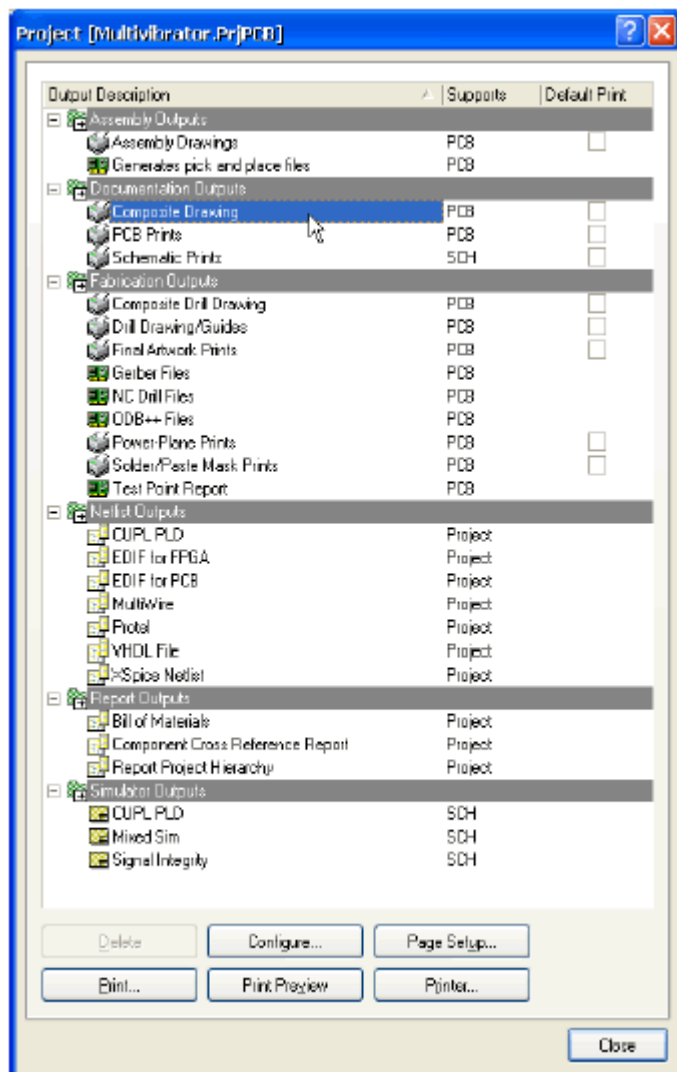 Project [Multivibrator.PrjPCB]
Output Description Supports Default Print
Assembly Outputs
Assembly Drawings PCB
Generates pick and place files PCB
Documentation Outputs
Composite Drawing PCB
PCB Prints PCB
Schematic Prints SCH
Fabrication Outputs
Composite Drill Drawing PCB
Drill Drawing/Guides PCB
Final Artwork Prints PCB
Gerber Files PCB
NC Drill Files PCB
ODB++ Files PCB
Power-Plane Prints PCB
Solder/Paste Mask Prints PCB
Test Point Report PCB
Netlist Outputs
CUPL PLD Project
EDIF for FPGA Project
EDIF for PCB Project
MultiWire Project
Protel Project
VHDL File Project
XSpice Netlist Project
Report Outputs
Bill of Materials Project
Component Cross Reference Report Project
Report Project Hierarchy Project
Simulator Outputs
CUPL PLD SCH
Mixed Sim SCH
Signal Integrity SCH
Delete Configure... Page Setup...
Print... Print Preview Printer...
Close